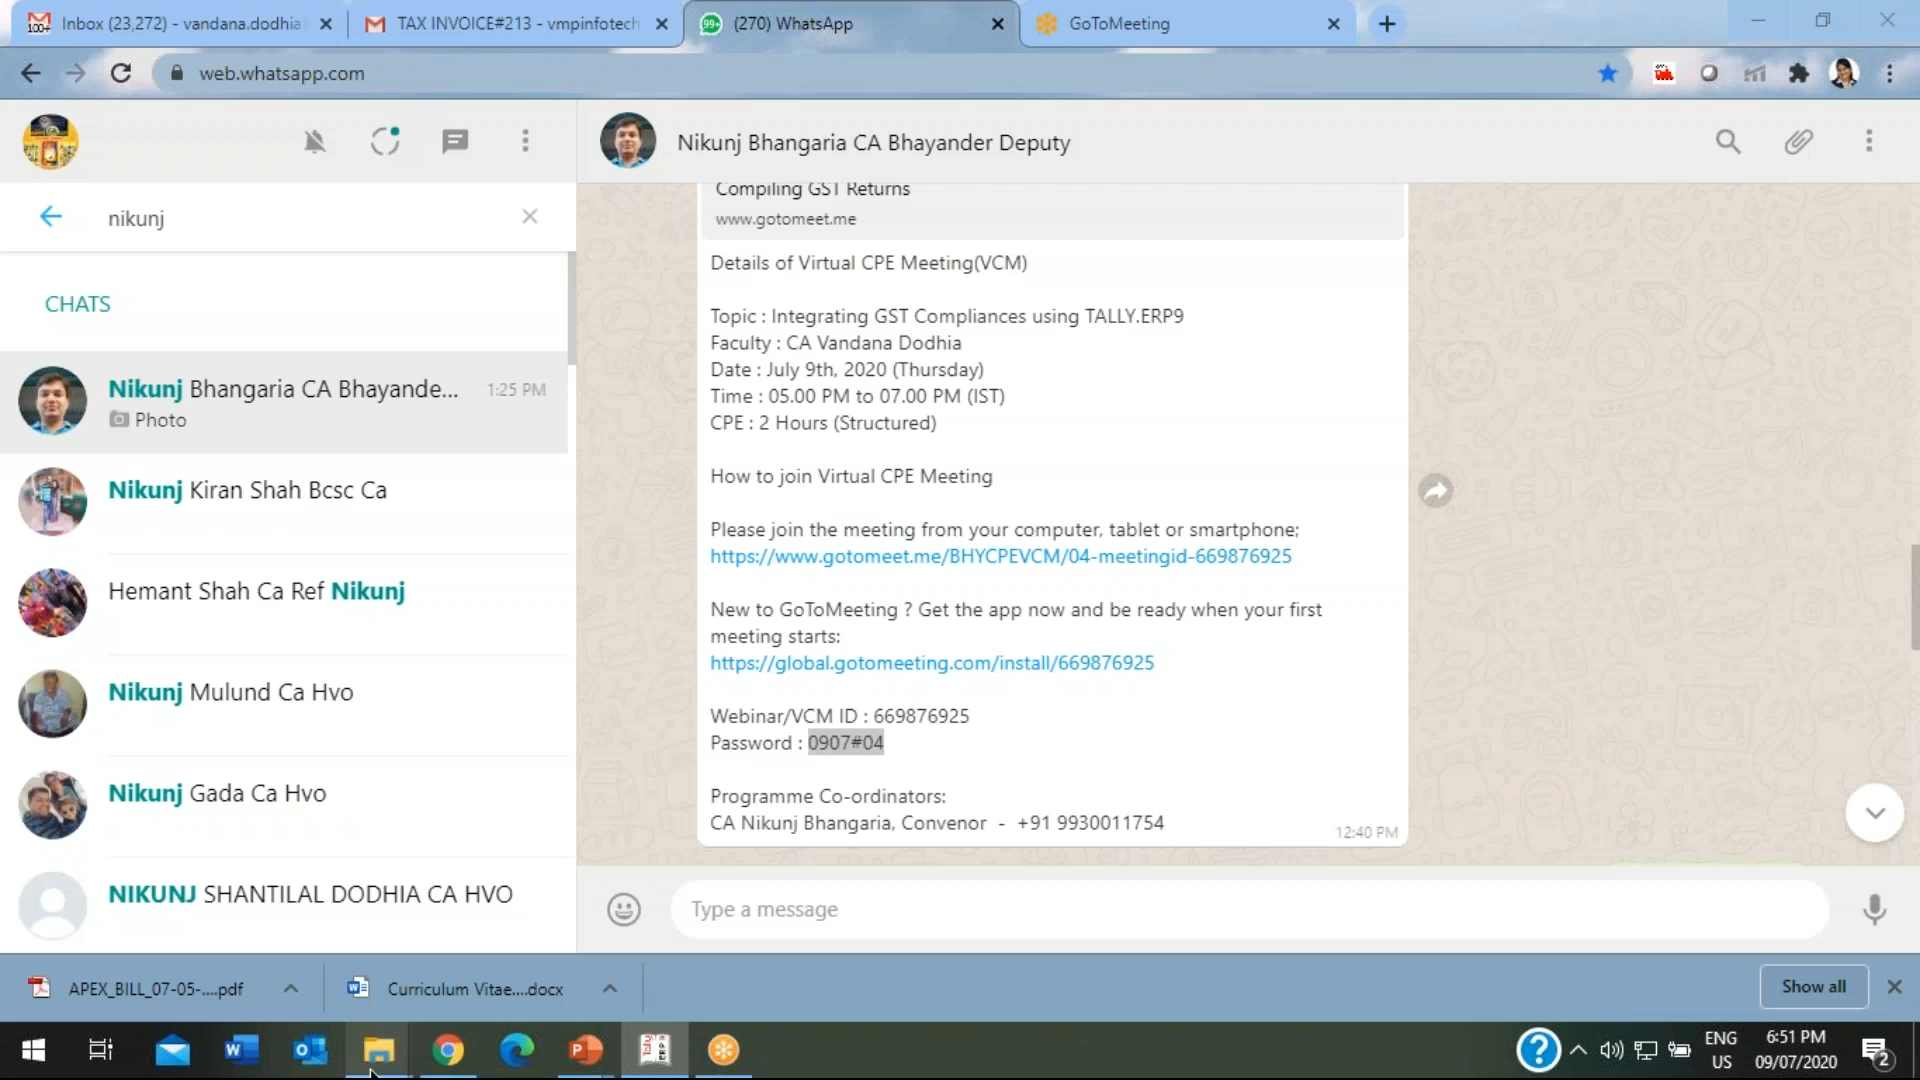 Inbox (23,272) - vandana.dodhia
TAX INVOICE#213 - vmpinfotech
(270) WhatsApp
GoToMeeting
web.whatsapp.com
nikunj
CHATS
Nikunj Bhangaria CA Bhayande... 1:25 PM
Photo
Nikunj Kiran Shah Bcsc Ca
Hemant Shah Ca Ref Nikunj
Nikunj Mulund Ca Hvo
Nikunj Gada Ca Hvo
NIKUNJ SHANTILAL DODHIA CA HVO
Nikunj Bhangaria CA Bhayander Deputy
Compiling GST Returns
www.gotomeet.me
Details of Virtual CPE Meeting(VCM)
Topic : Integrating GST Compliances using TALLY.ERP9
Faculty : CA Vandana Dodhia
Date : July 9th, 2020 (Thursday)
Time : 05.00 PM to 07.00 PM (IST)
CPE : 2 Hours (Structured)
How to join Virtual CPE Meeting
Please join the meeting from your computer, tablet or smartphone;
https://www.gotomeet.me/BHYCPEVCM/04-meetingid-669876925
New to GoToMeeting ? Get the app now and be ready when your first
meeting starts:
https://global.gotomeeting.com/install/669876925
Webinar/VCM ID : 669876925
Password : 0907#04
Programme Co-ordinators:
CA Nikunj Bhangaria, Convenor - +91 9930011754
12:40 PM
Type a message
APEX_BILL_07-05-....pdf
Curriculum Vitae....docx
Show all
ENG
US
6:51 PM
09/07/2020
2